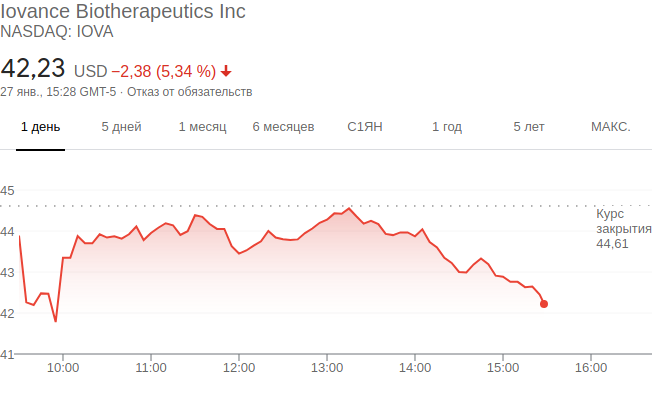 Iovance Biotherapeutics Inc
NASDAQ: IOVA
42,23 USD −2,38 (5,34 %)
27 янв., 15:28 GMT-5 · Отказ от обязательств
1 день 5 дней 1 месяц 6 месяцев С1ЯН 1 год 5 лет МАКС.
45
Курс
закрытия
44,61
44
43
42
41
10:00 11:00 12:00 13:00 14:00 15:00 16:00